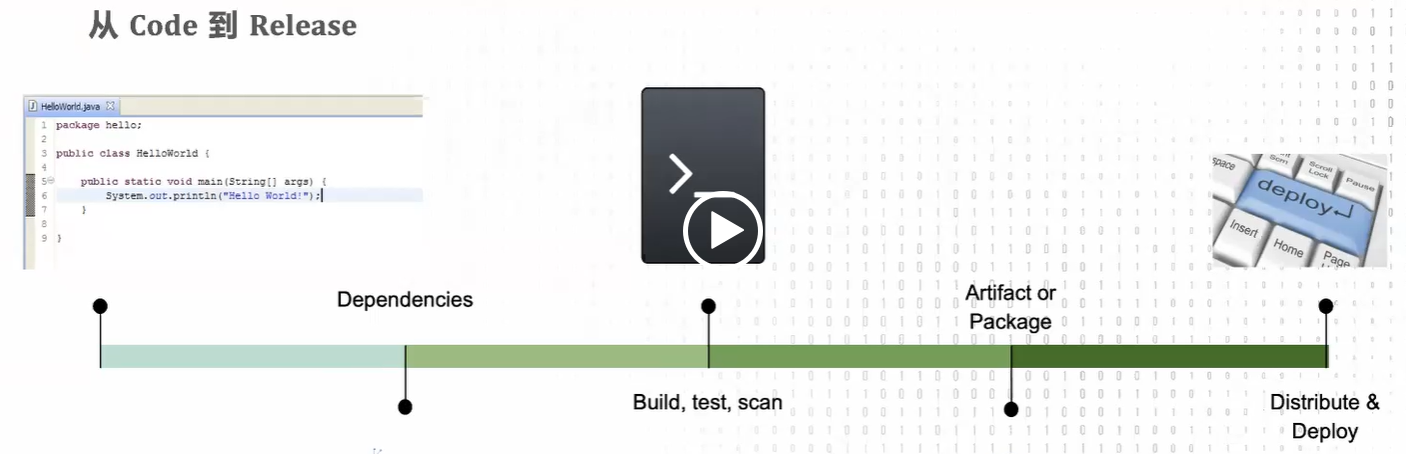 从 Code 到 Release
HelloWorld.java
1 package hello;
2
3 public class HelloWorld {
4
5 public static void main(String[] args) {
6 System.out.println("Hello World!");
7 }
8
9 }
Dependencies
Build, test, scan
Artifact or
Package
space
Scroll
Lock
Pause
deploy
Insert
Home
Page
Distribute &
Deploy